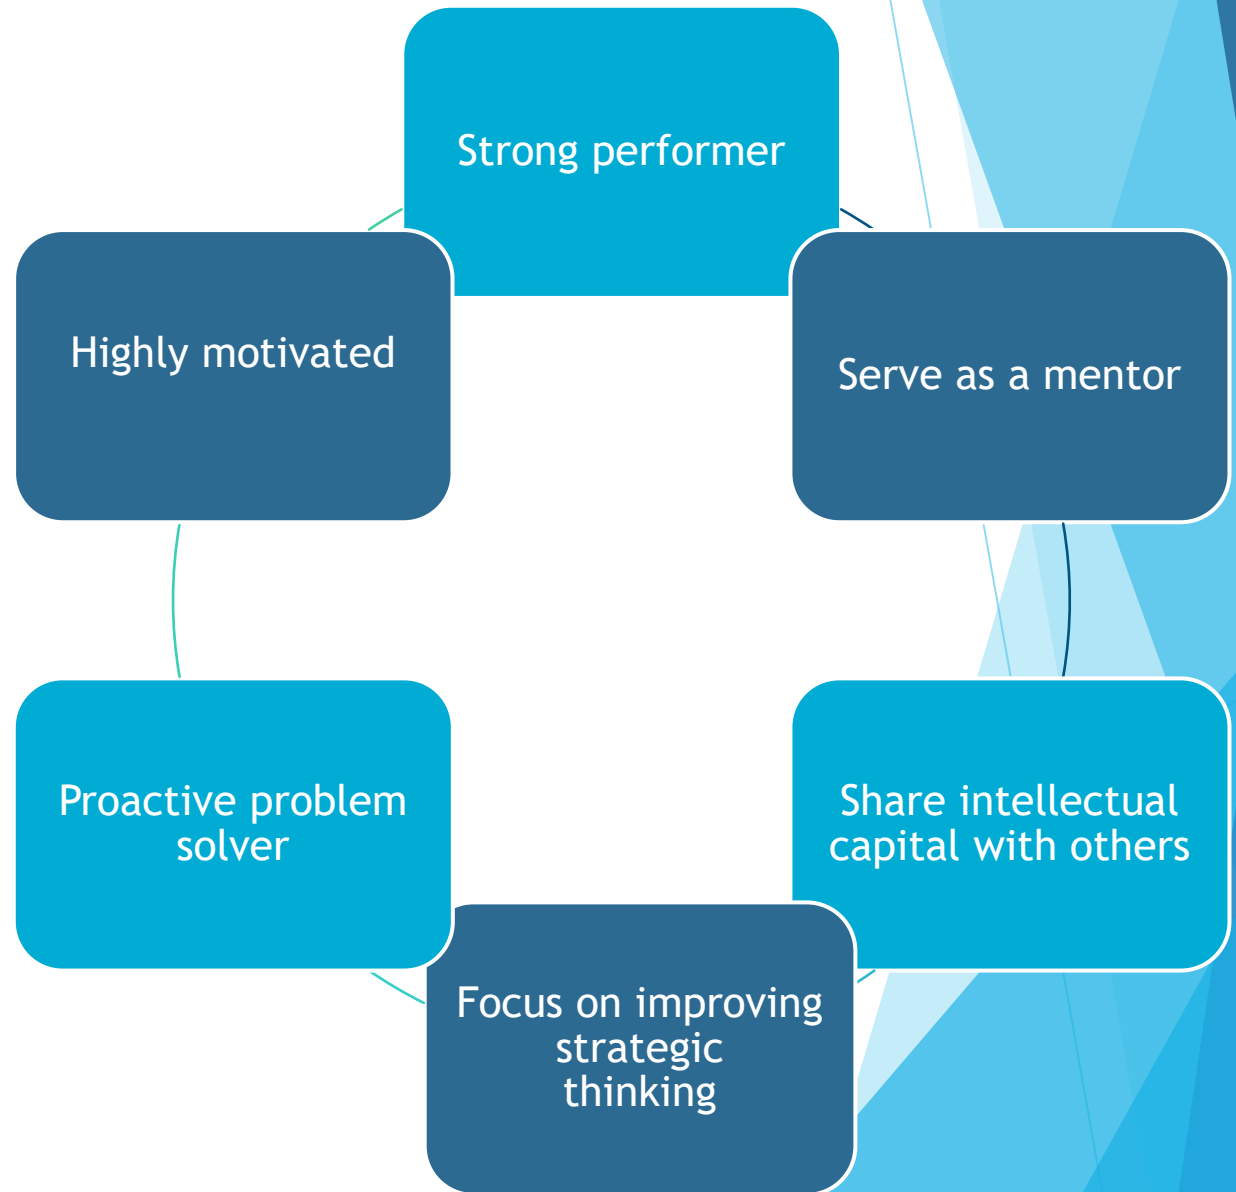 Strong performer
Highly motivated
Serve as a mentor
Proactive problem
solver
Share intellectual
capital with others
Focus on improving
strategic
thinking